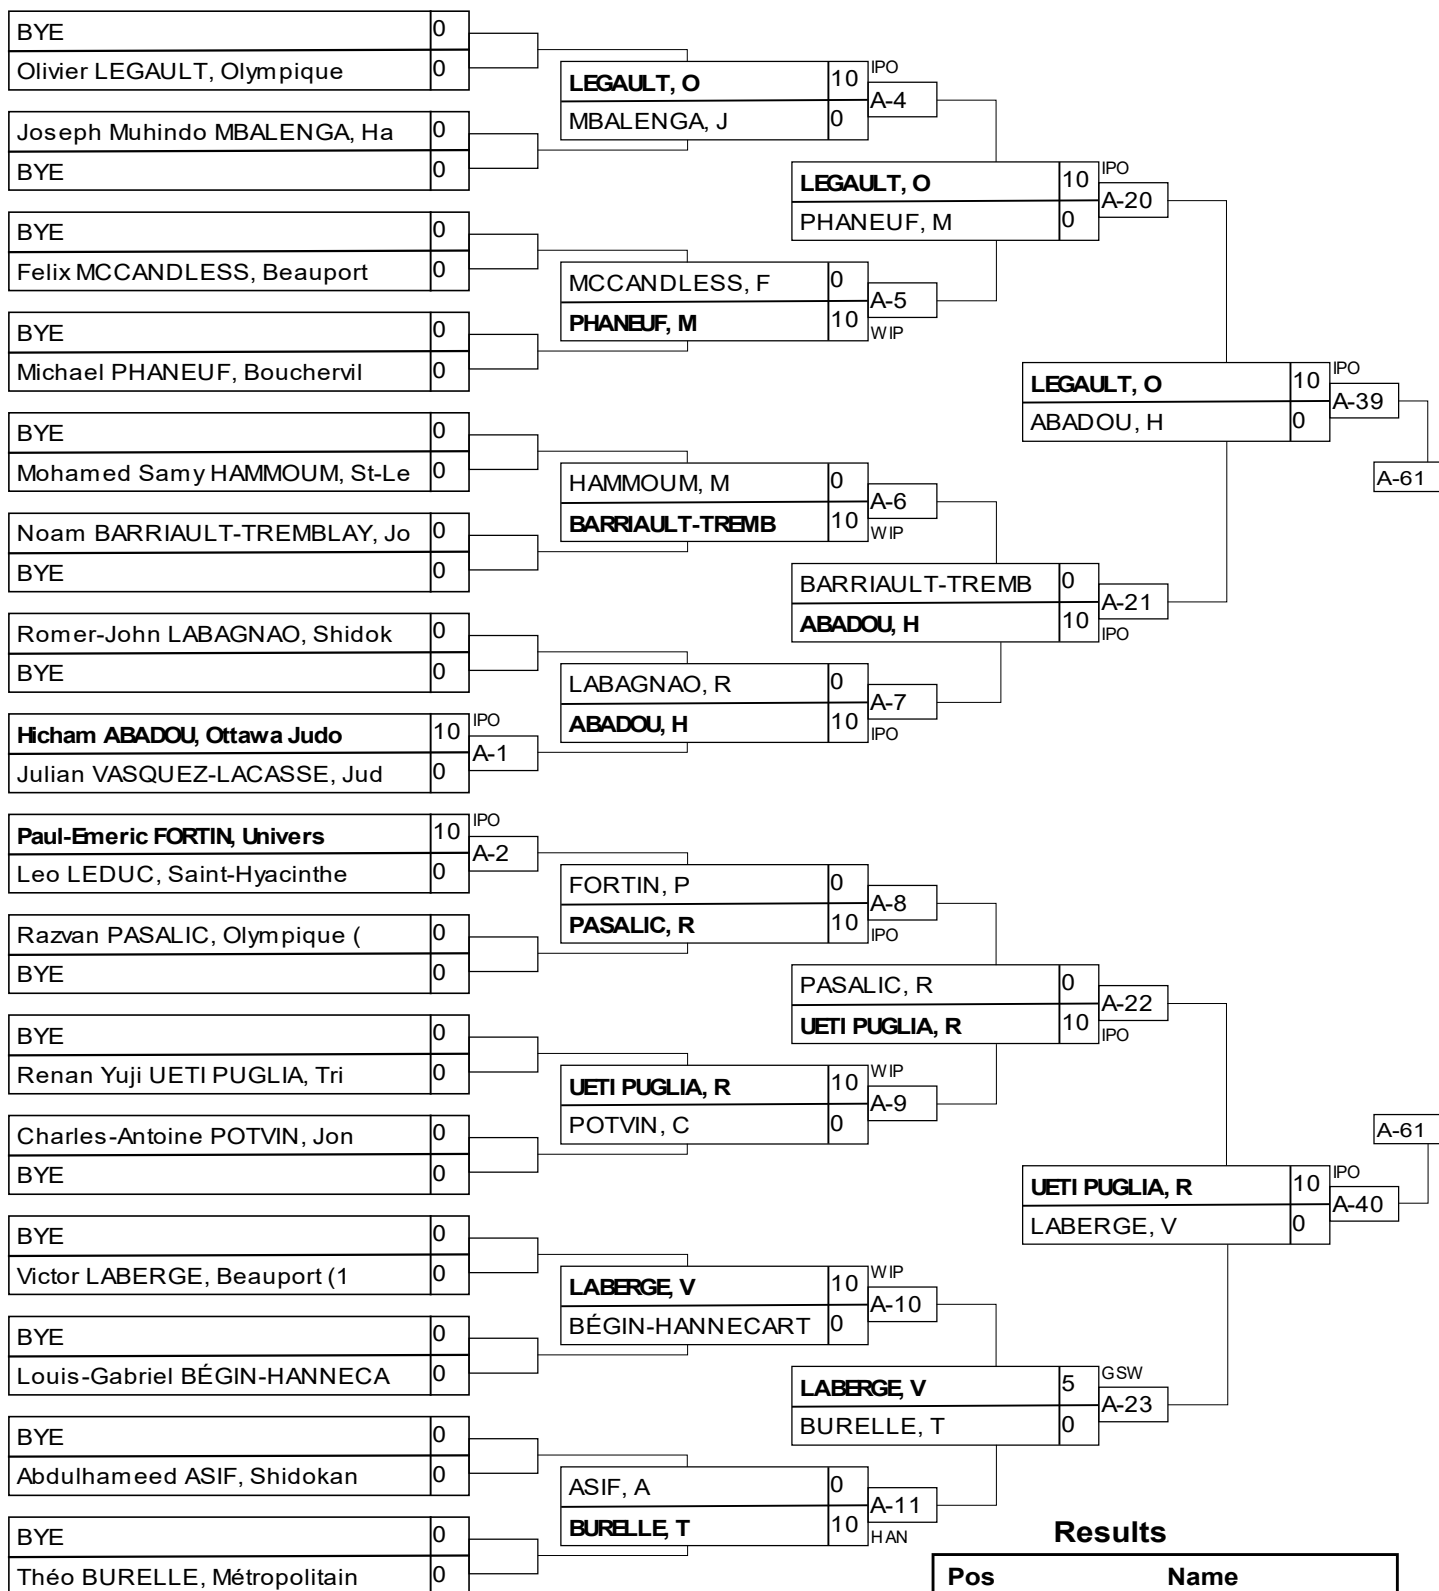 BYE 0
Olivier LEGAULT, Olympique 0
Joseph Muhindo MBALENGA, Ha 0
BYE 0
BYE 0
Felix MCCANDLESS, Beauport 0
BYE 0
Michael PHANEUF, Bouchervil 0
BYE 0
Mohamed Samy HAMMOUM, St-Le 0
Noam BARRIAULT-TREMBLAY, Jo 0
BYE 0
Romer-John LABAGNAO, Shidok 0
BYE 0
Hicham ABADOU, Ottawa Judo 10 IPO
A-1
Julian VASQUEZ-LACASSE, Jud 0
Paul-Emeric FORTIN, Univers 10 IPO
A-2
Leo LEDUC, Saint-Hyacinthe 0
Razvan PASALIC, Olympique ( 0
BYE 0
BYE 0
Renan Yuji UETI PUGLIA, Tri 0
Charles-Antoine POTVIN, Jon 0
BYE 0
BYE 0
Victor LABERGE, Beauport (1 0
BYE 0
Louis-Gabriel BÉGIN-HANNECA 0
BYE 0
Abdulhameed ASIF, Shidokan 0
BYE 0
Théo BURELLE, Métropolitain 0
LEGAULT, O 10 IPO
A-4
MBALENGA, J 0
MCCANDLESS, F 0
A-5
PHANEUF, M 10 WIP
HAMMOUM, M 0
A-6
BARRIAULT-TREMB 10 WIP
LABAGNAO, R 0
A-7
ABADOU, H 10 IPO
FORTIN, P 0
A-8
PASALIC, R 10 IPO
UETI PUGLIA, R 10 WIP
A-9
POTVIN, C 0
LABERGE, V 10 WIP
A-10
BÉGIN-HANNECART 0
ASIF, A 0
A-11
BURELLE, T 10 HAN
LEGAULT, O 10 IPO
A-20
PHANEUF, M 0
BARRIAULT-TREMB 0
A-21
ABADOU, H 10 IPO
PASALIC, R 0
A-22
UETI PUGLIA, R 10 IPO
LABERGE, V 5 GSW
A-23
BURELLE, T 0
LEGAULT, O 10 IPO
A-39
ABADOU, H 0
A-61
A-61
UETI PUGLIA, R 10 IPO
A-40
LABERGE, V 0
Results
Pos Name